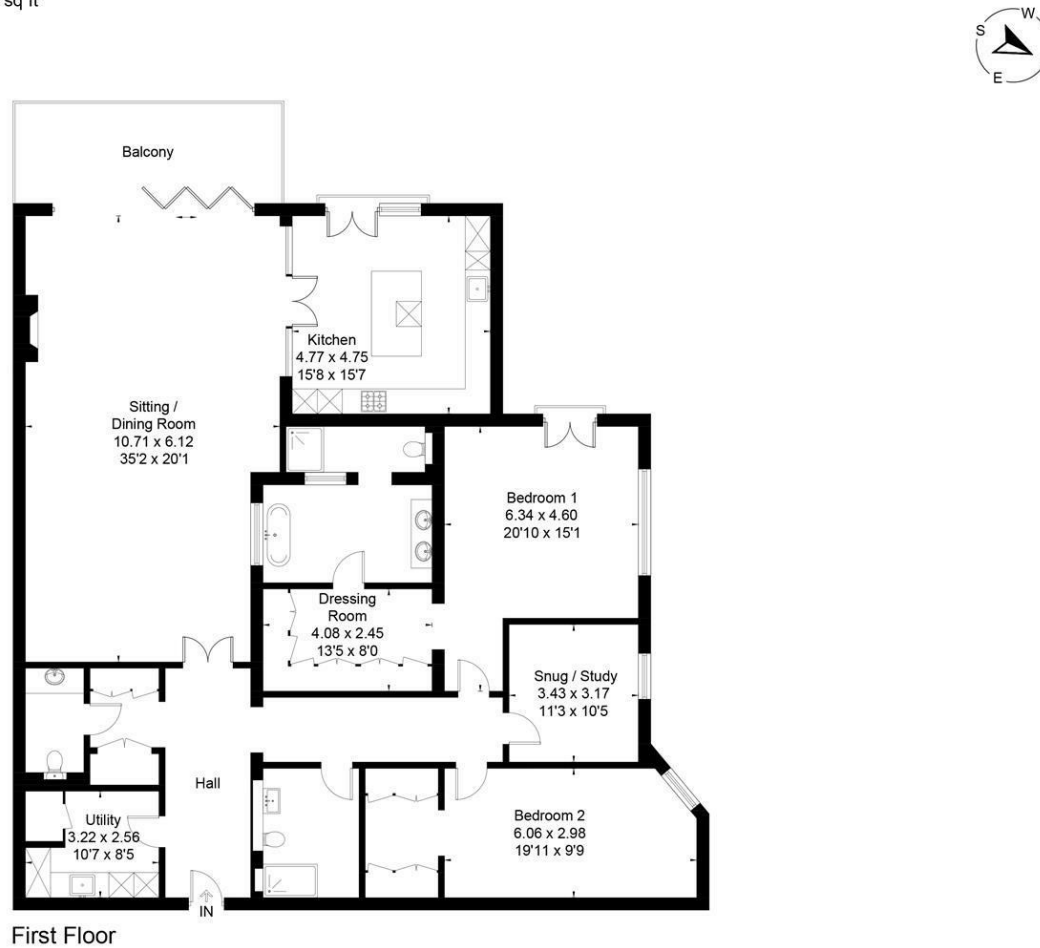 sq ft
W
S
E
Balcony
Kitchen
4.77 x 4.75
15'8 x 15'7
Sitting /
Dining Room
10.71 x 6.12
35'2 x 20'1
Bedroom 1
6.34 x 4.60
20'10 x 15'1
Dressing
Room
4.08 x 2.45
13'5 x 8'0
Snug / Study
3.43 x 3.17
11'3 x 10'5
Hall
Utility
3.22 x 2.56
10'7 x 8'5
Bedroom 2
6.06 x 2.98
19'11 x 9'9
IN
First Floor